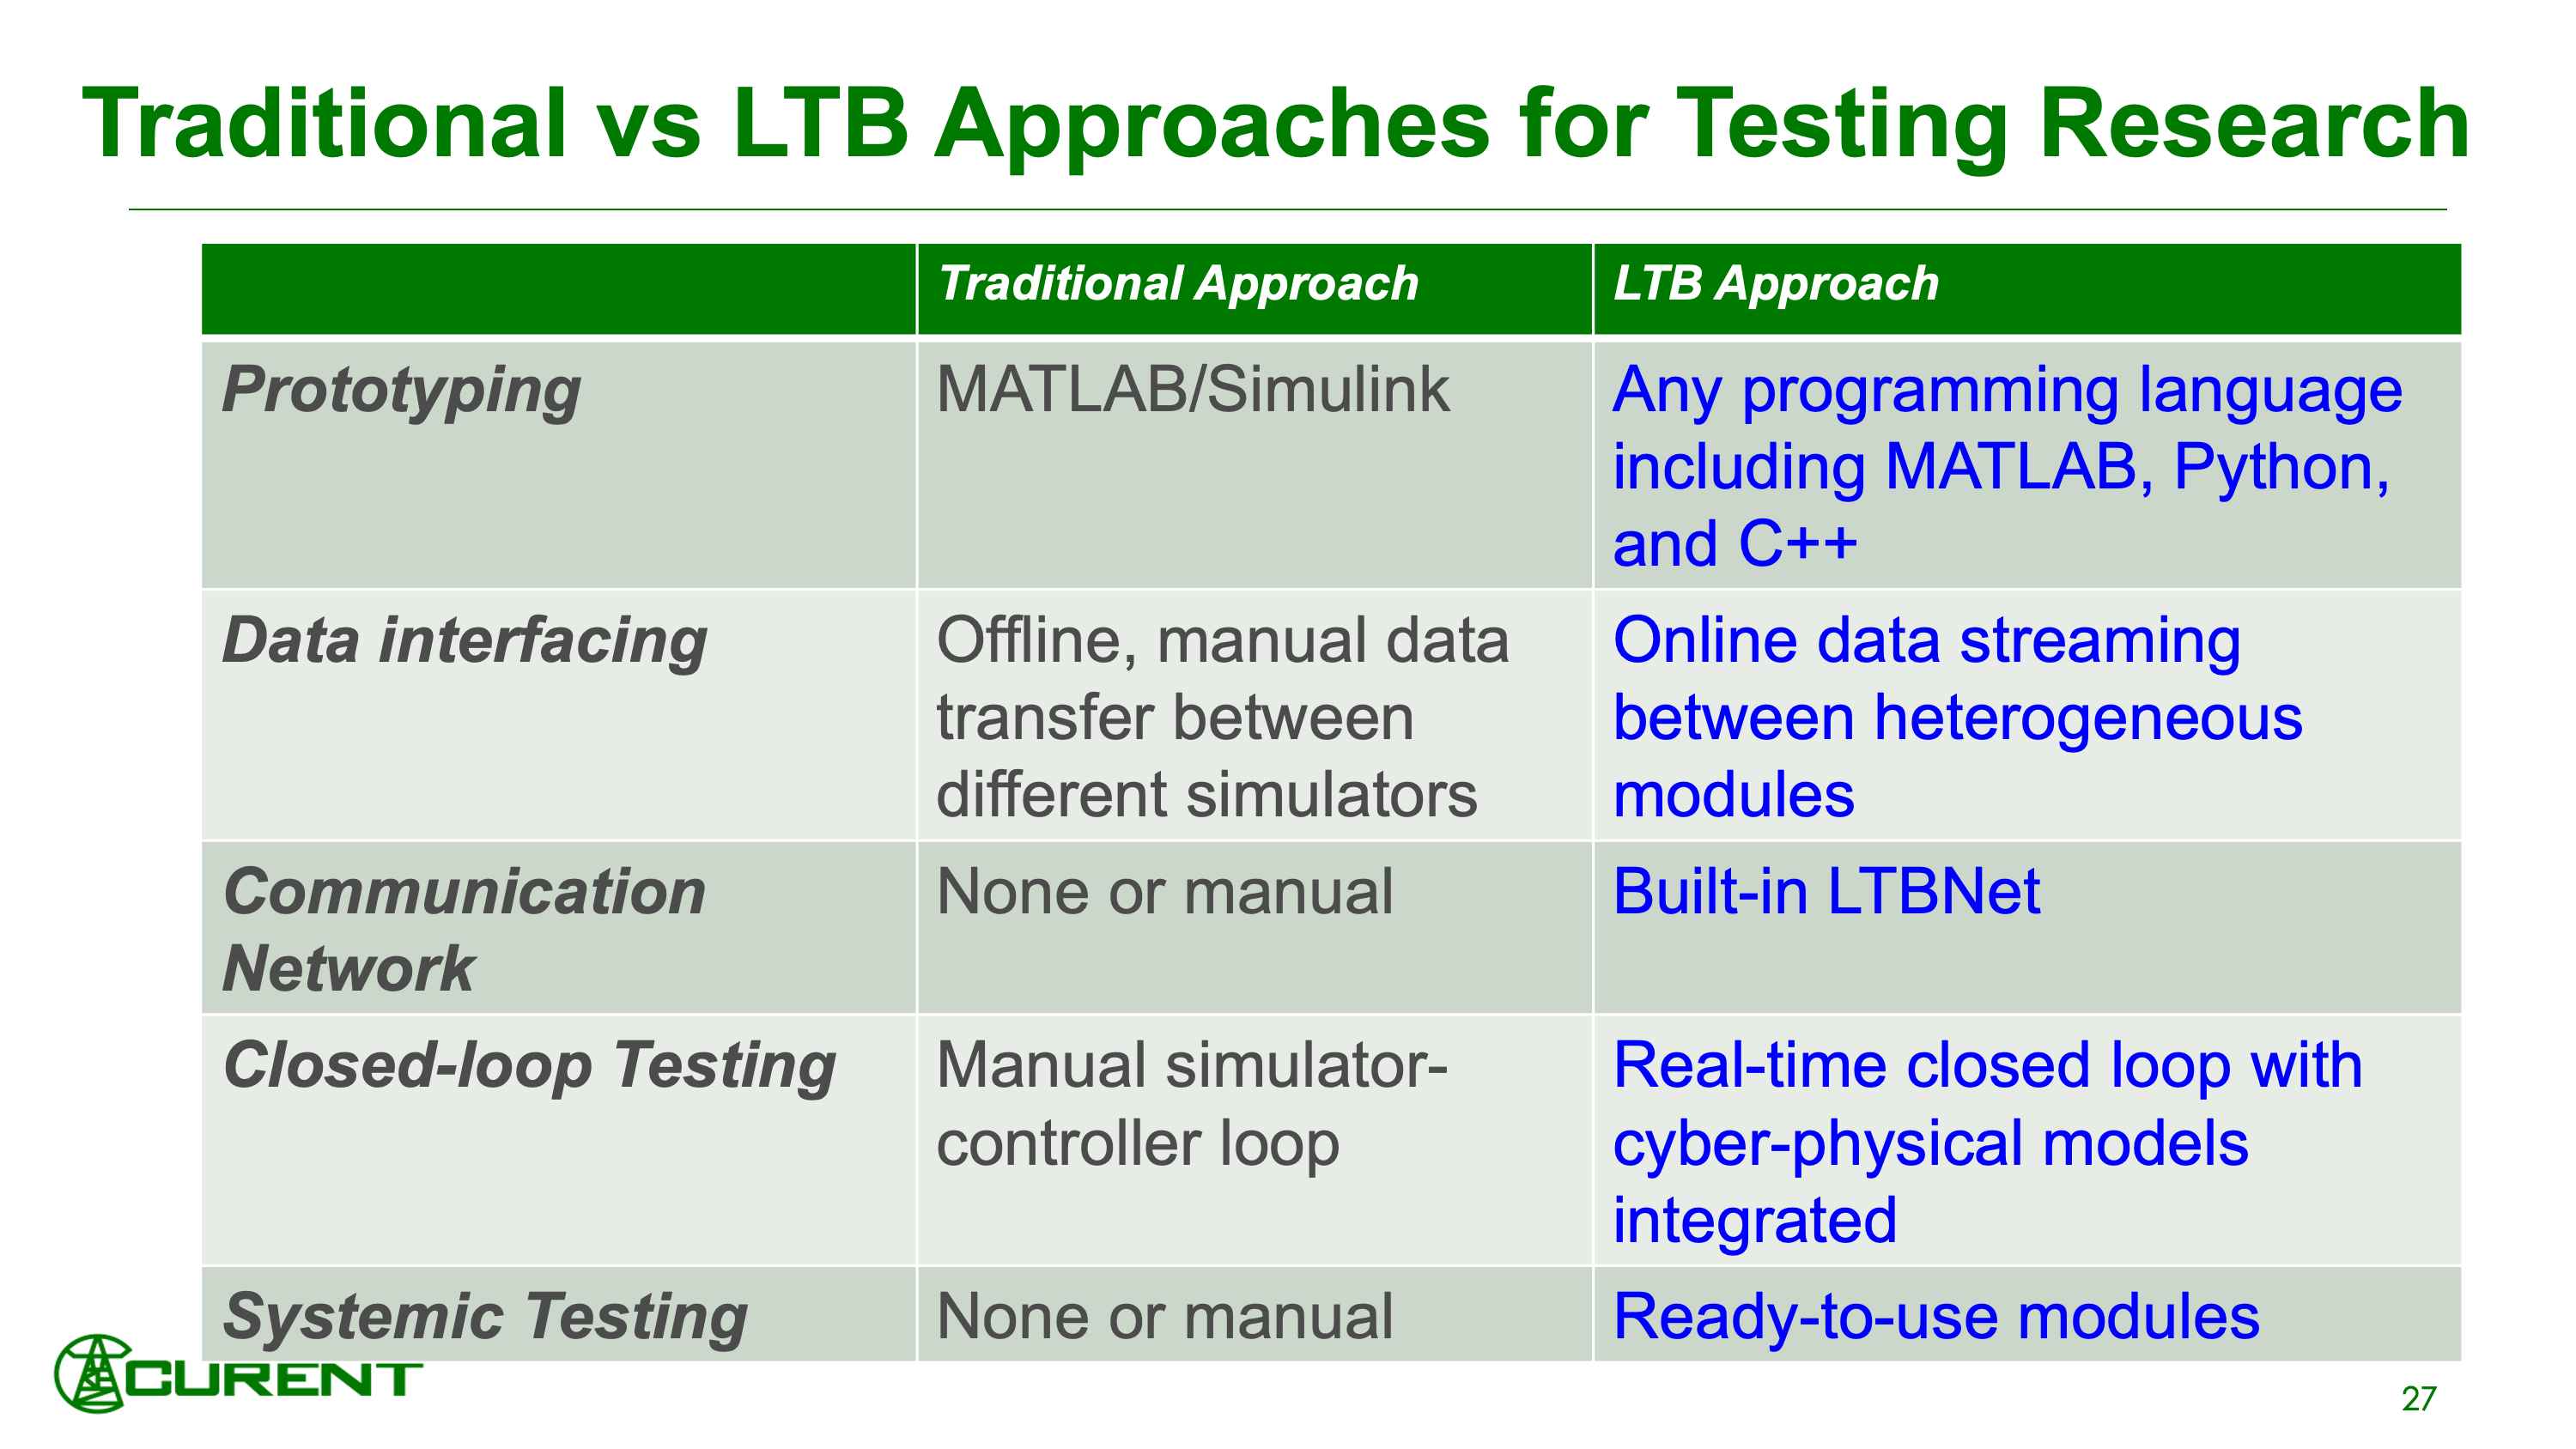 Traditional vs LTB Approaches for Testing Research
Traditional Approach
LTB Approach
Prototyping
MATLAB/Simulink
Any programming language
including MATLAB, Python,
and C++
Data interfacing
Offline, manual data
transfer between
different simulators
Online data streaming
between heterogeneous
modules
Communication
Network
None or manual
Built-in LTBNet
Closed-loop Testing
Manual simulator-
controller loop
Real-time closed loop with
cyber-physical models
integrated
Systemic Testing
None or manual
Ready-to-use modules
CURENT
27